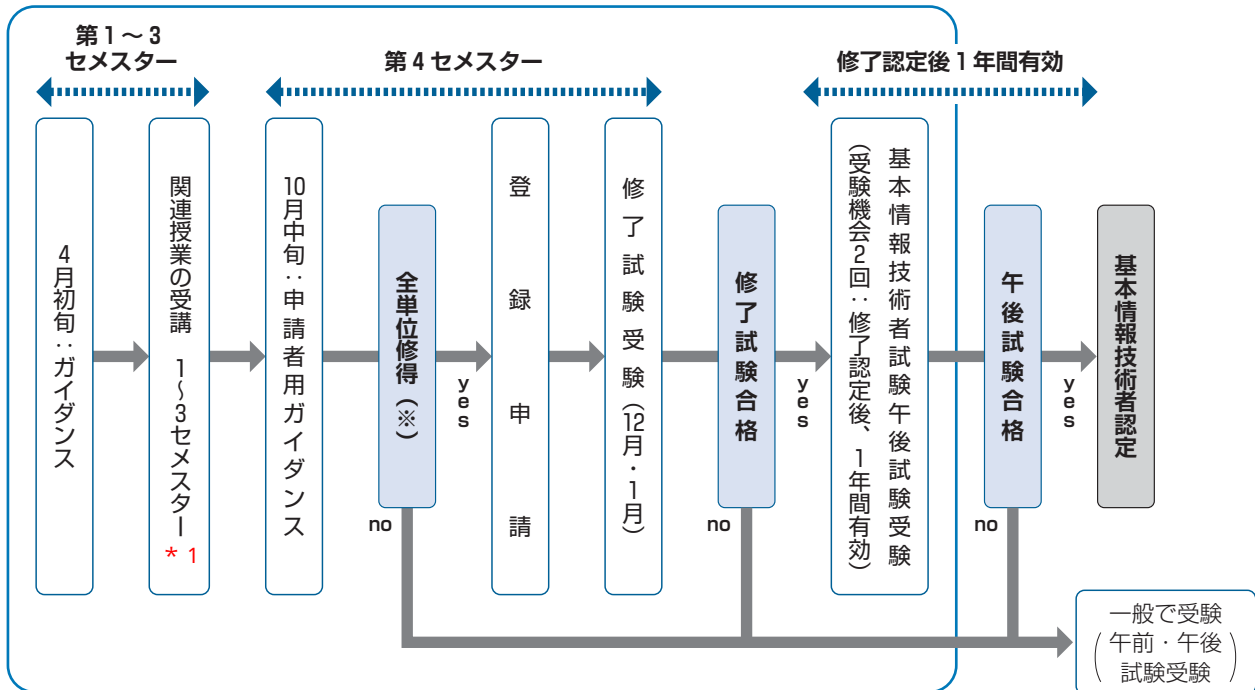 第1～3
セメスター
第4セメスター
修了認定後1年間有効
4月初旬：ガイダンス
関連授業の受講　1～3セメスター
＊1
10月中旬：申請者用ガイダンス
全単位修得（※）
yes
no
登録申請
修了試験受験（12月・1月）
修了試験合格
yes
no
基本情報技術者試験午後試験受験
（受験機会2回：修了認定後、1年間有効）
午後試験合格
yes
no
基本情報技術者認定
一般で受験
（午前・午後
試験受験）